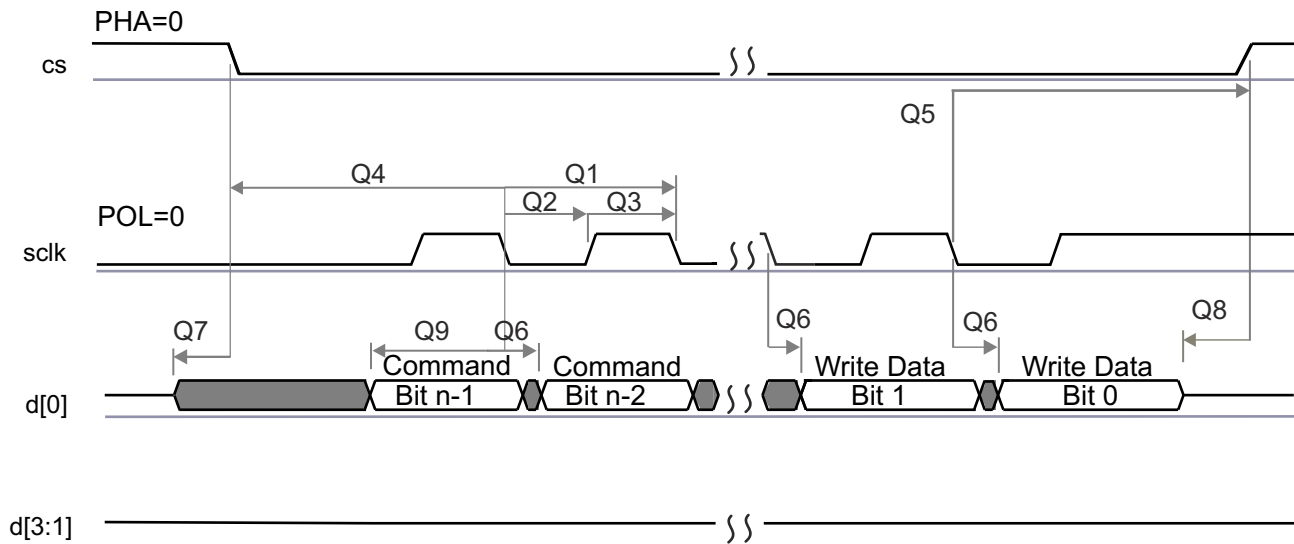 PHA=0
cs
Q5
Q4 Q1
Q2 Q3
POL=0
sclk
Q7 Q9 Q6 Q6 Q6 Q8
Command Command Write Data Write Data
d[0] Bit n-1 Bit n-2 Bit 1 Bit 0
d[3:1]